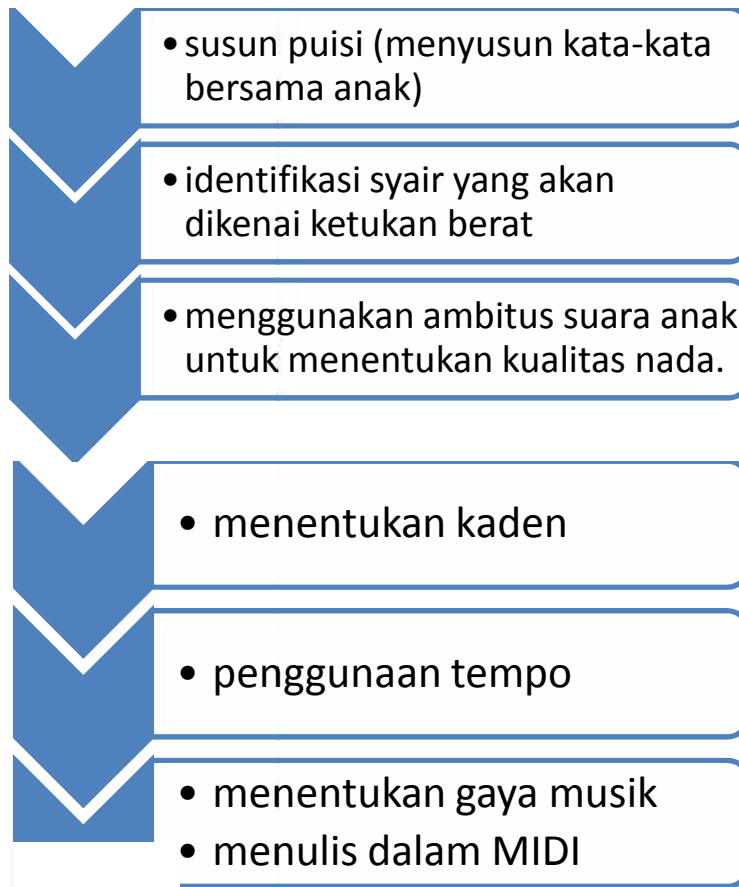 • susun puisi (menyusun kata-kata
bersama anak)
• identifikasi syair yang akan
dikenai ketukan berat
• menggunakan ambitus suara anak
untuk menentukan kualitas nada.
• menentukan kaden
• penggunaan tempo
• menentukan gaya musik
• menulis dalam MIDI